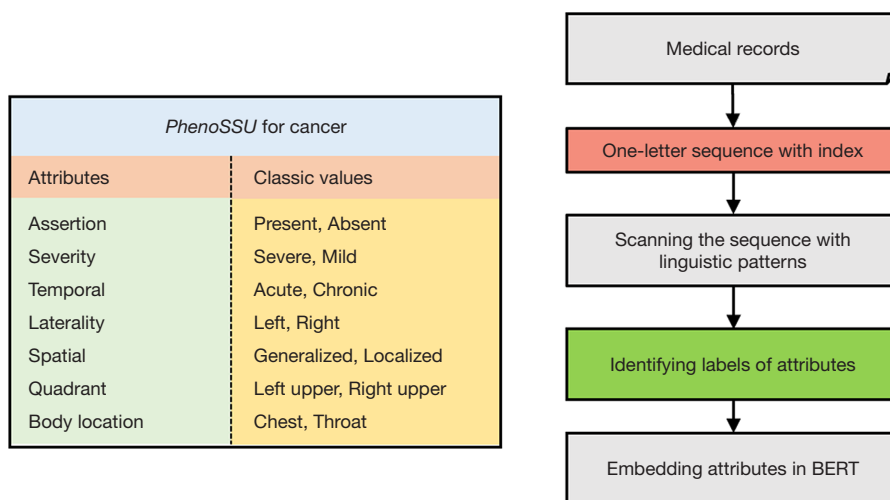 PhenoSSU for cancer
Attributes Classic values
Assertion Present, Absent
Severity Severe, Mild
Temporal Acute, Chronic
Laterality Left, Right
Spatial Generalized, Localized
Quadrant Left upper, Right upper
Body location Chest, Throat
Medical records
One-letter sequence with index
Scanning the sequence with
linguistic patterns
Identifying labels of attributes
Embedding attributes in BERT